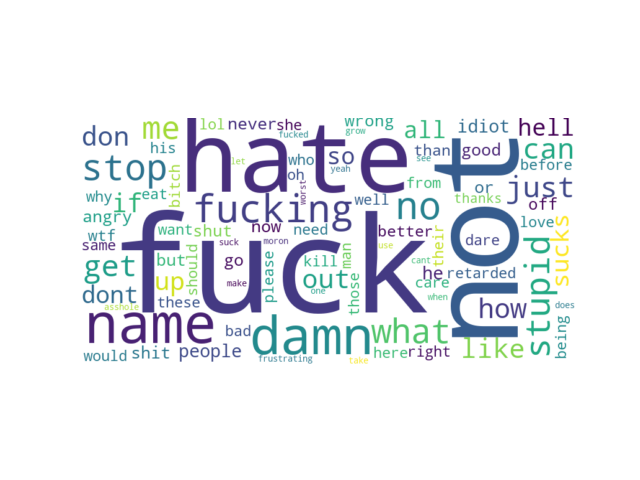 lol
never
she
wrong
all
idiot
hell
don
me
his
hate
fucked
grow
let
who
so
oh
yeah
than
see
good
can
before
stop
bitch
worst
from
or
just
why
if
eat
fucking
well
no
thanks
off
angry
wtf
want
shut
now
need
better
not
love
same
but
suck
moron
man
their
use
dare
sucks
get
should
go
please
kill
out
those
cant
he
retarded
stupid
dont
up
these
make
one
care
when
how
does
asshole
fuck
name
bad
damn
what
like
being
would
shit
people
frustrating
take
here
right